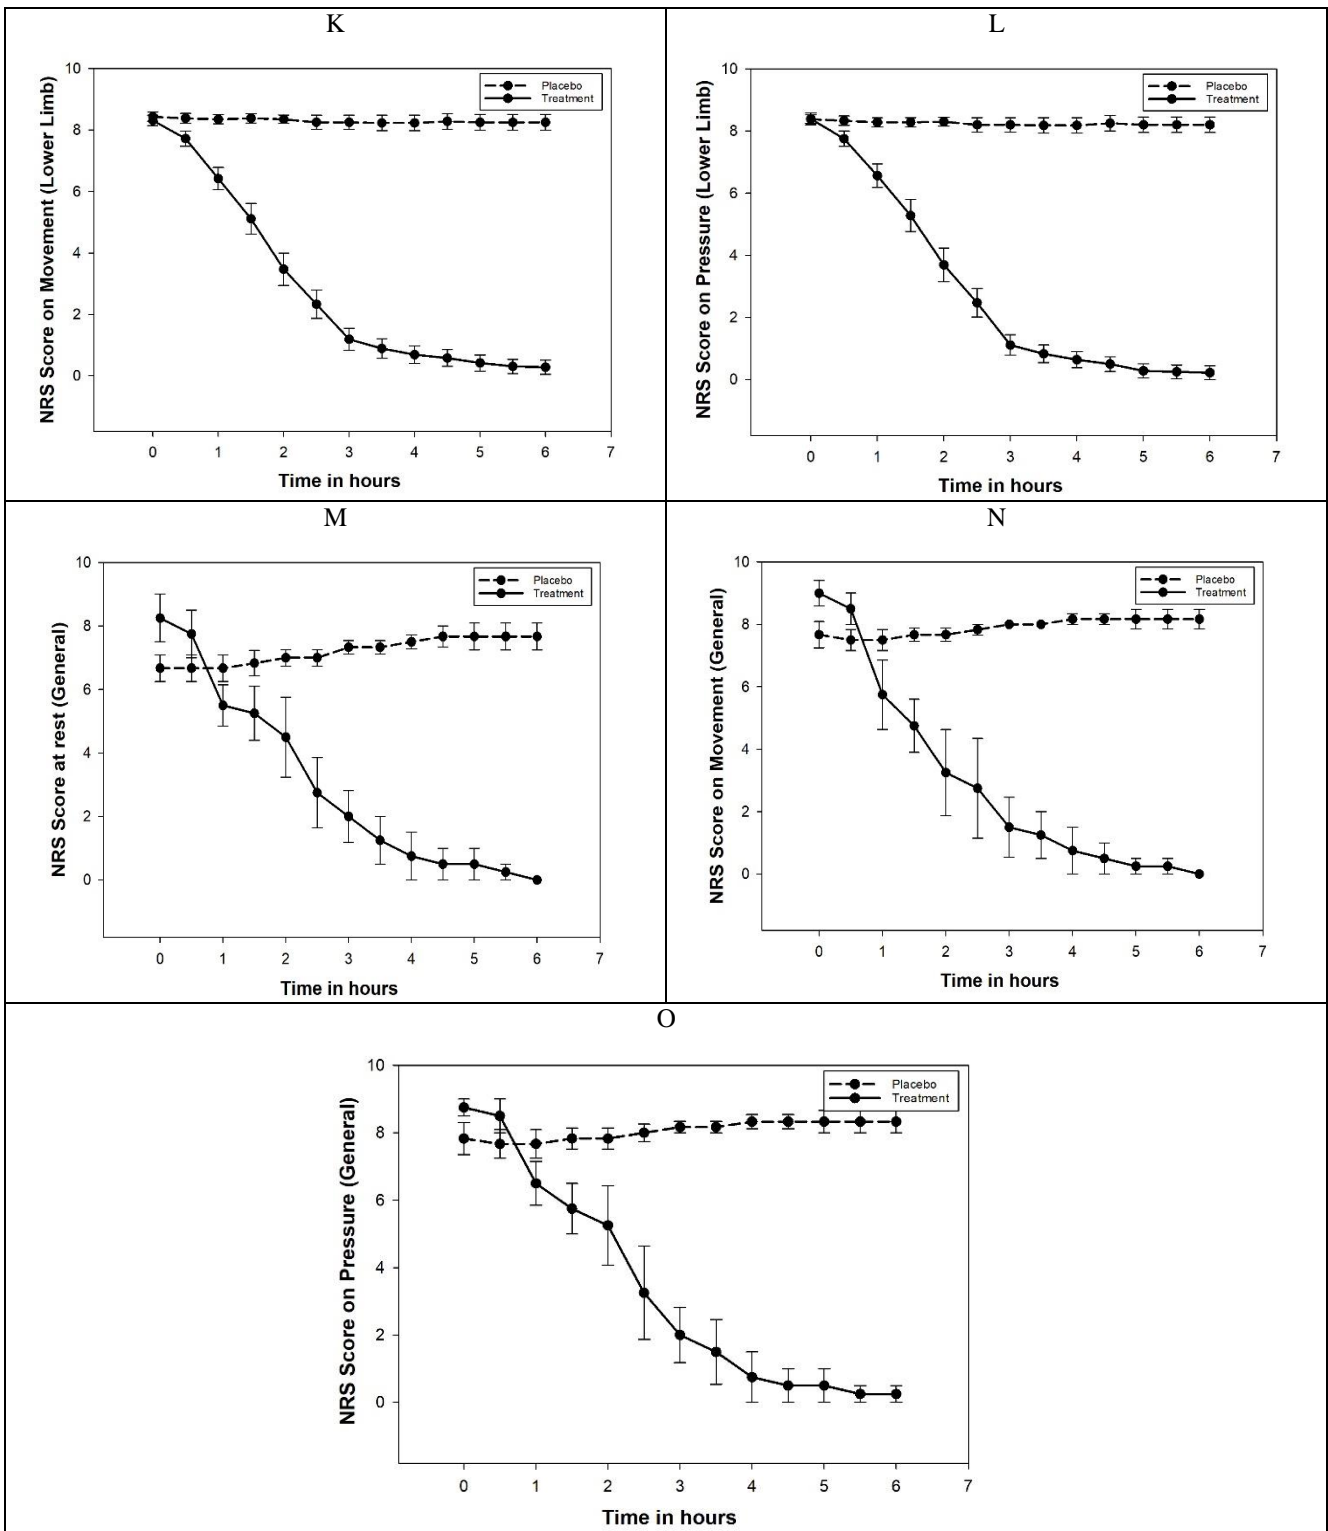 K
NRS Score on Movement (Lower Limb)
10
8
6
4
2
0
Placebo
Treatment
0 1 2 3 4 5 6 7
Time in hours
L
NRS Score on Pressure (Lower Limb)
10
8
6
4
2
0
Placebo
Treatment
0 1 2 3 4 5 6 7
Time in hours
M
NRS Score at rest (General)
10
8
6
4
2
0
Placebo
Treatment
0 1 2 3 4 5 6 7
Time in hours
N
NRS Score on Movement (General)
10
8
6
4
2
0
Placebo
Treatment
0 1 2 3 4 5 6 7
Time in hours
O
NRS Score on Pressure (General)
10
8
6
4
2
0
Placebo
Treatment
0 1 2 3 4 5 6 7
Time in hours